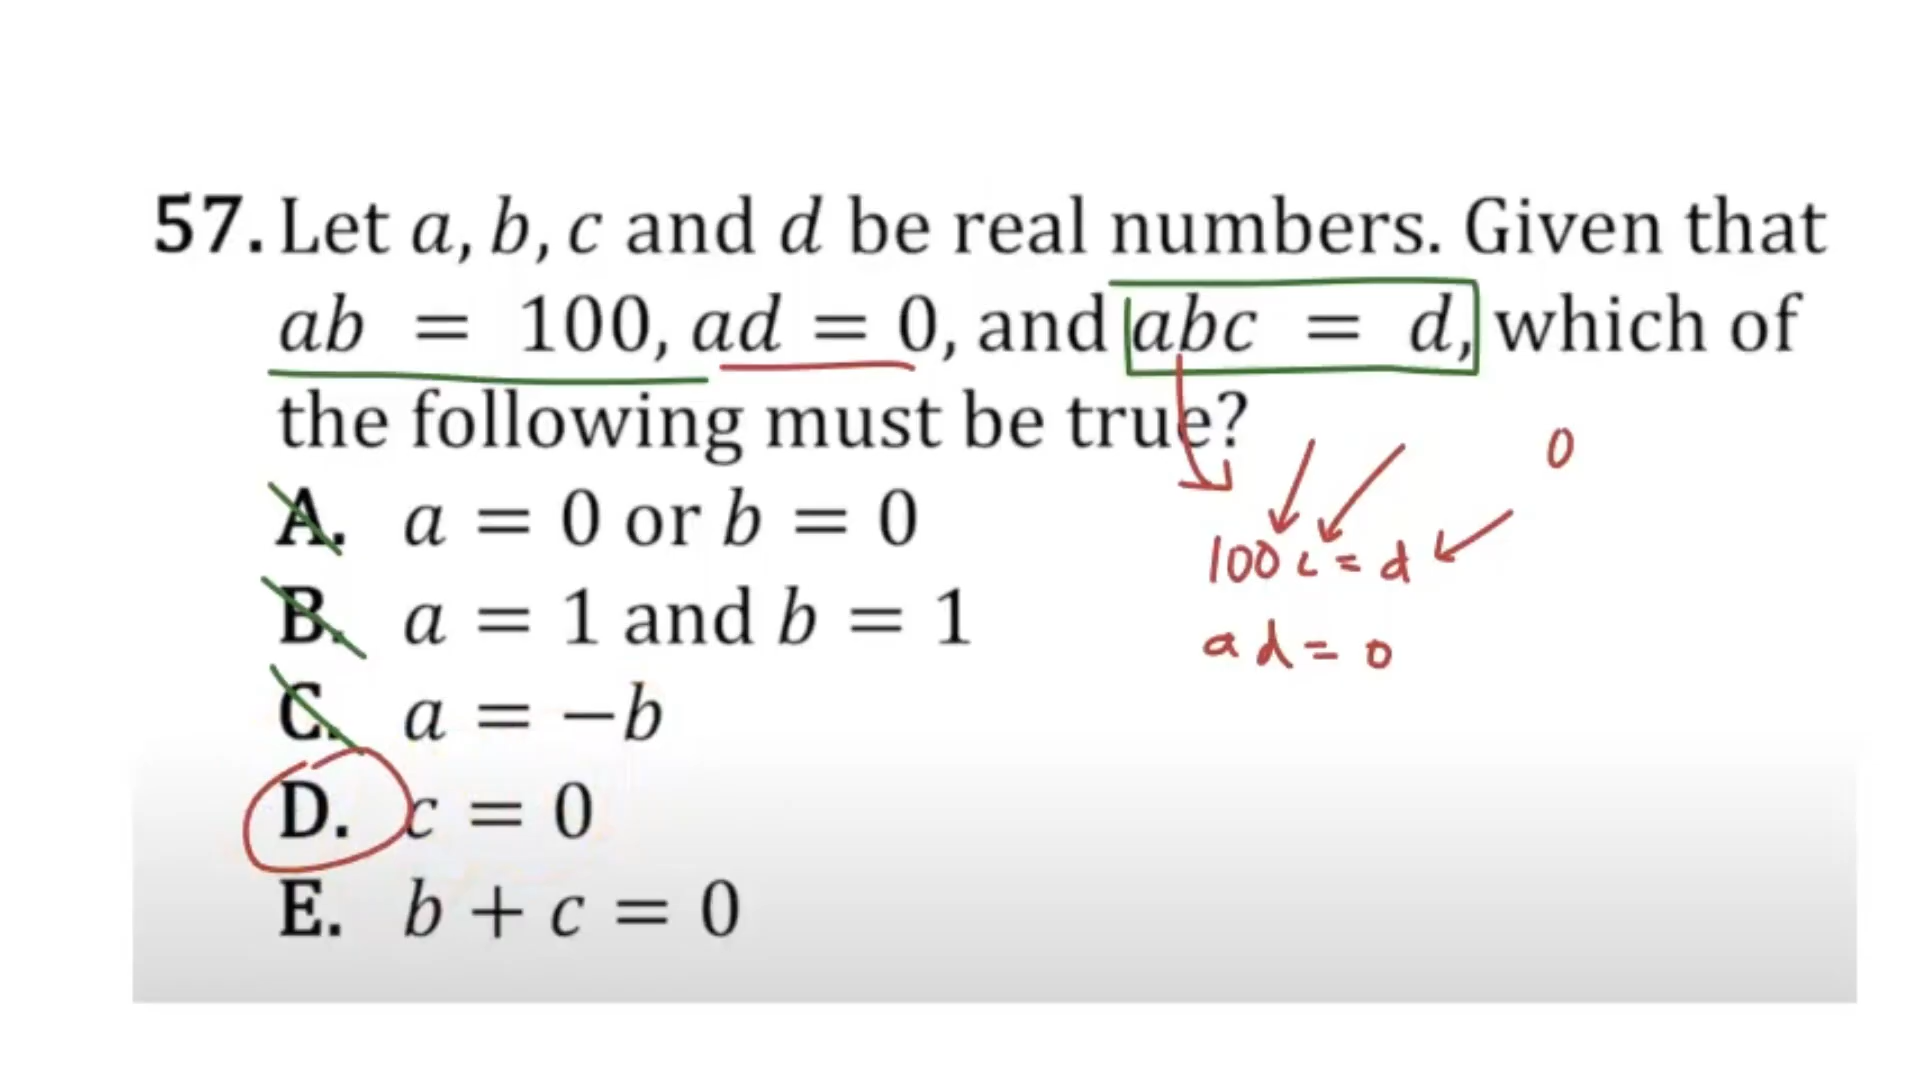 57. Let a, b, c and d be real numbers. Given that
ab = 100, ad = 0, and abc = d, which of
the following must be true?
0
A. a = 0 or b = 0
100c = d
B. a = 1 and b = 1
ad = 0
C. a = −b
D. c = 0
E. b + c = 0